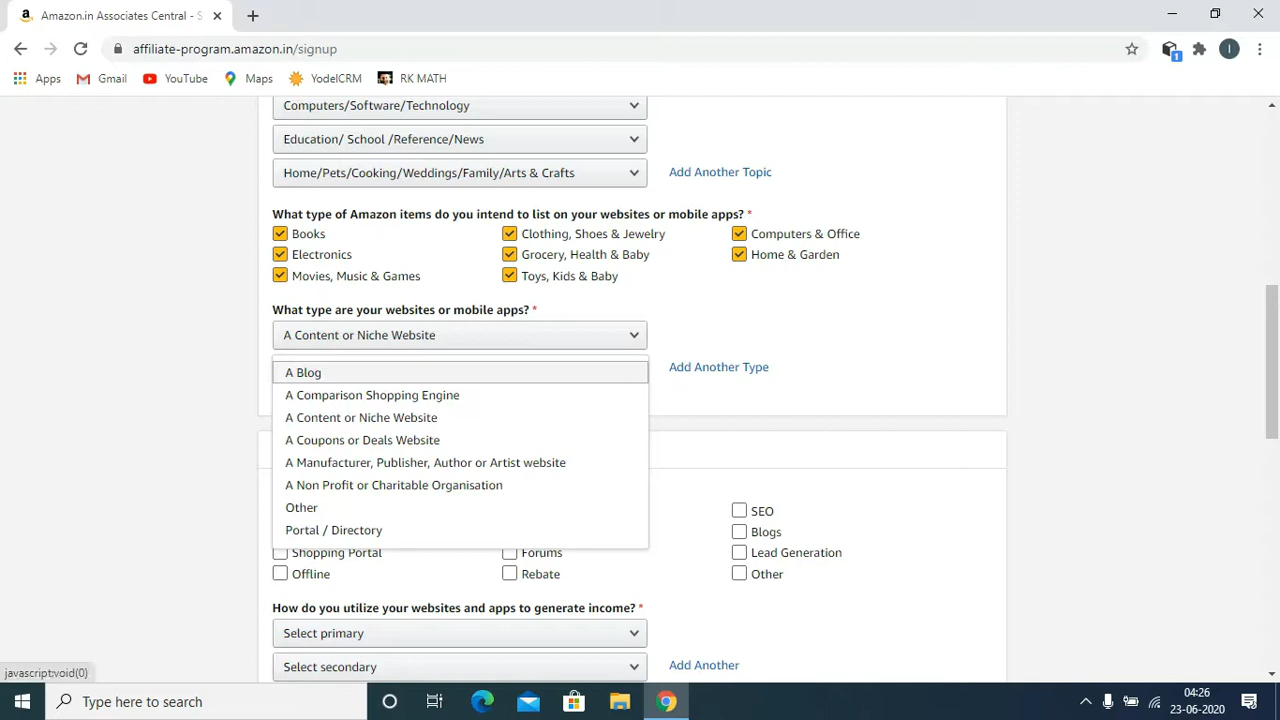 Amazon.in Associates Central - S
affiliate-program.amazon.in/signup
1
I
Apps
Gmail
YouTube
Maps
YodelCRM
RK MATH
Computers/Software/Technology
Education/ School /Reference/News
Home/Pets/Cooking/Weddings/Family/Arts & Crafts
Add Another Topic
What type of Amazon items do you intend to list on your websites or mobile apps? *
Books
Clothing, Shoes & Jewelry
Computers & Office
Electronics
Grocery, Health & Baby
Home & Garden
Movies, Music & Games
Toys, Kids & Baby
What type are your websites or mobile apps? *
A Content or Niche Website
A Blog
Add Another Type
A Comparison Shopping Engine
A Content or Niche Website
A Coupons or Deals Website
A Manufacturer, Publisher, Author or Artist website
A Non Profit or Charitable Organisation
Other
Portal / Directory
SEO
Blogs
Shopping Portal
Forums
Lead Generation
Offline
Rebate
Other
How do you utilize your websites and apps to generate income? *
Select primary
Select secondary
Add Another
javascript:void(0)
Type here to search
04:26
23-06-2020